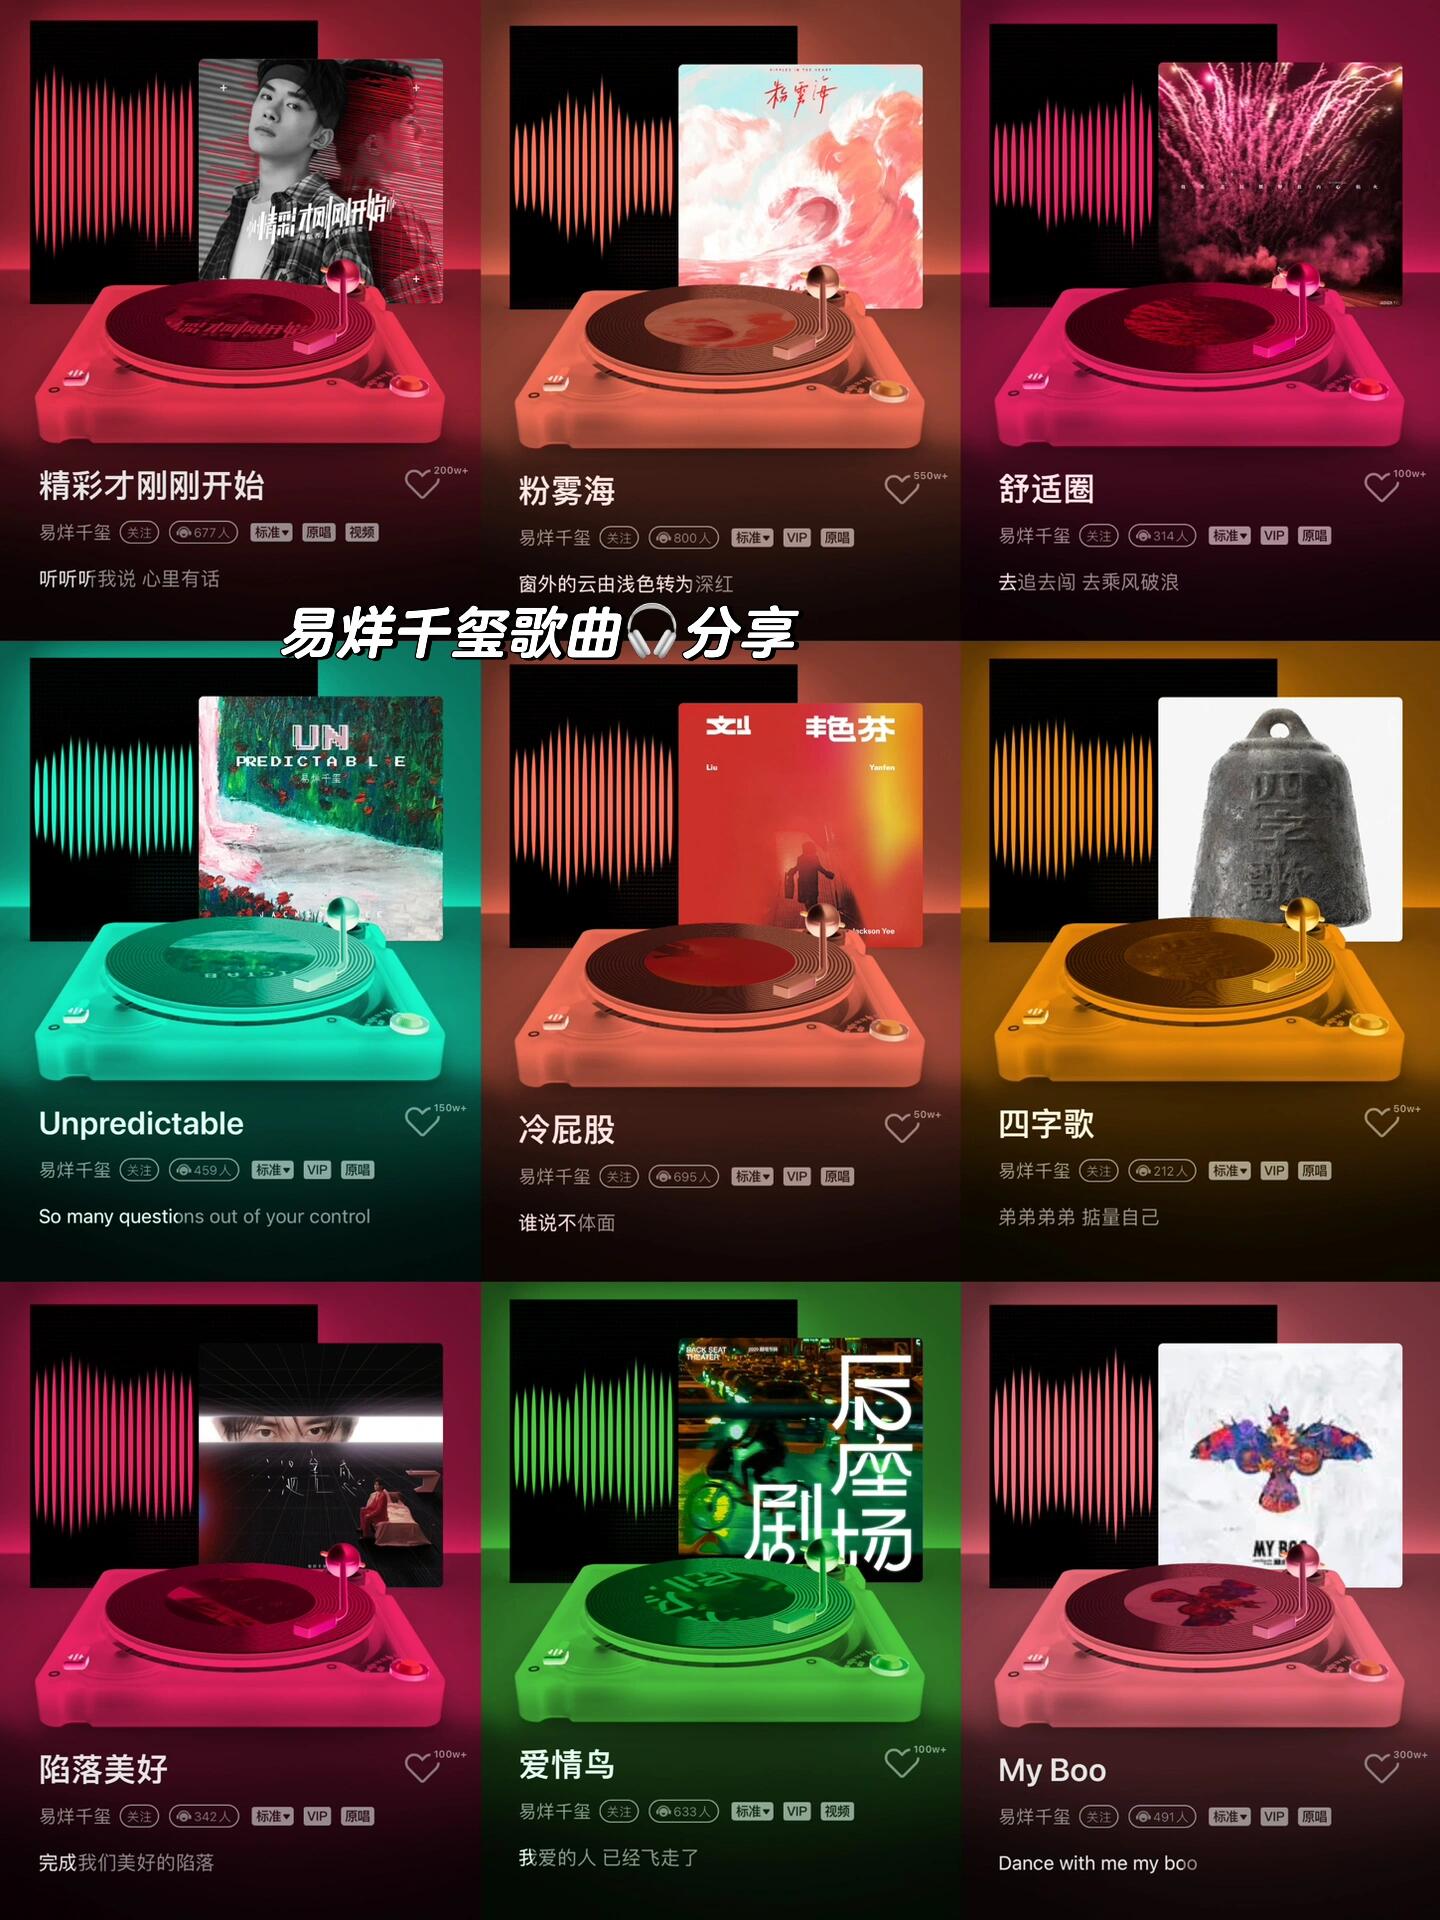 精彩才刚刚开始
精彩才刚刚开始
200w+
易烊千玺 关注 677人 标准 原唱 视频
听听听我说 心里有话
RIPPLES IN THE HEART
粉雾海
粉雾海
550w+
易烊千玺 关注 800人 标准 VIP 原唱
窗外的云由浅色转为深红
舒适圈
100w+
易烊千玺 关注 314人 标准 VIP 原唱
去追去闯 去乘风破浪
易烊千玺歌曲🎧分享
UN
PREDICTABLE
易烊千玺
Unpredictable
150w+
易烊千玺 关注 459人 标准 VIP 原唱
So many questions out of your control
刘 艳芬
Liu Yanfen
Jackson Yee
冷屁股
50w+
易烊千玺 关注 695人 标准 VIP 原唱
谁说不体面
四字歌
四字歌
50w+
易烊千玺 关注 212人 标准 VIP 原唱
弟弟弟弟 掂量自己
陷落美好
100w+
易烊千玺 关注 342人 标准 VIP 原唱
完成我们美好的陷落
BACK SEAT
THEATER
后座剧场
爱情鸟
100w+
易烊千玺 关注 633人 标准 VIP 视频
我爱的人 已经飞走了
MY BOO
My Boo
300w+
易烊千玺 关注 491人 标准 VIP 原唱
Dance with me my boo